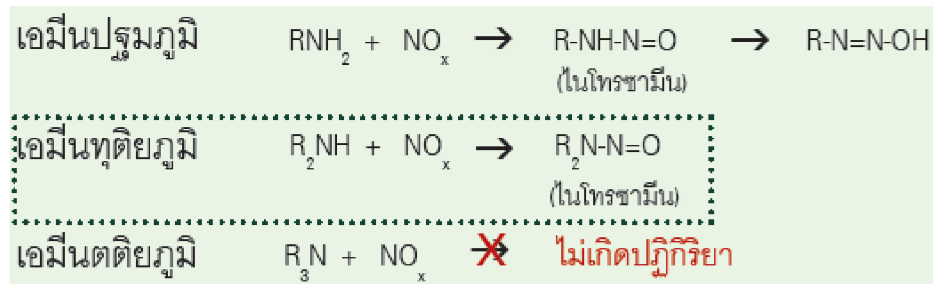 เอมีนปฐมภูมิ RNH2 + NOx → R-NH-N=O → R-N=N-OH
(ไนโทรซามีน)
เอมีนทุติยภูมิ R2NH + NOx → R2N-N=O
(ไนโทรซามีน)
เอมีนตติยภูมิ R3N + NOx → ไม่เกิดปฏิกิริยา